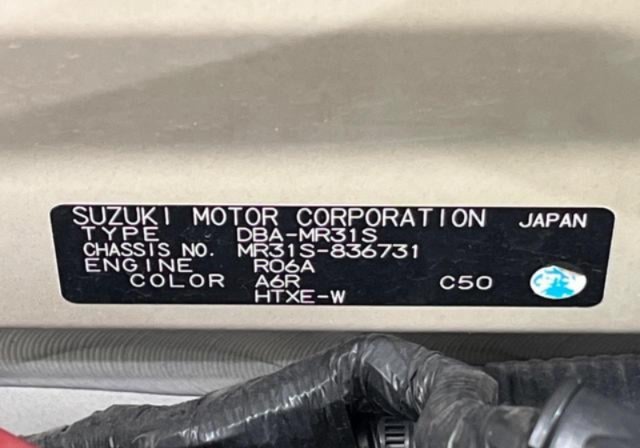 SUZUKI MOTOR CORPORATION JAPAN
TYPE DBA-MR31S
CHASSIS NO. MR31S-836731
ENGINE R06A
COLOR A6R C50
HTXE-W